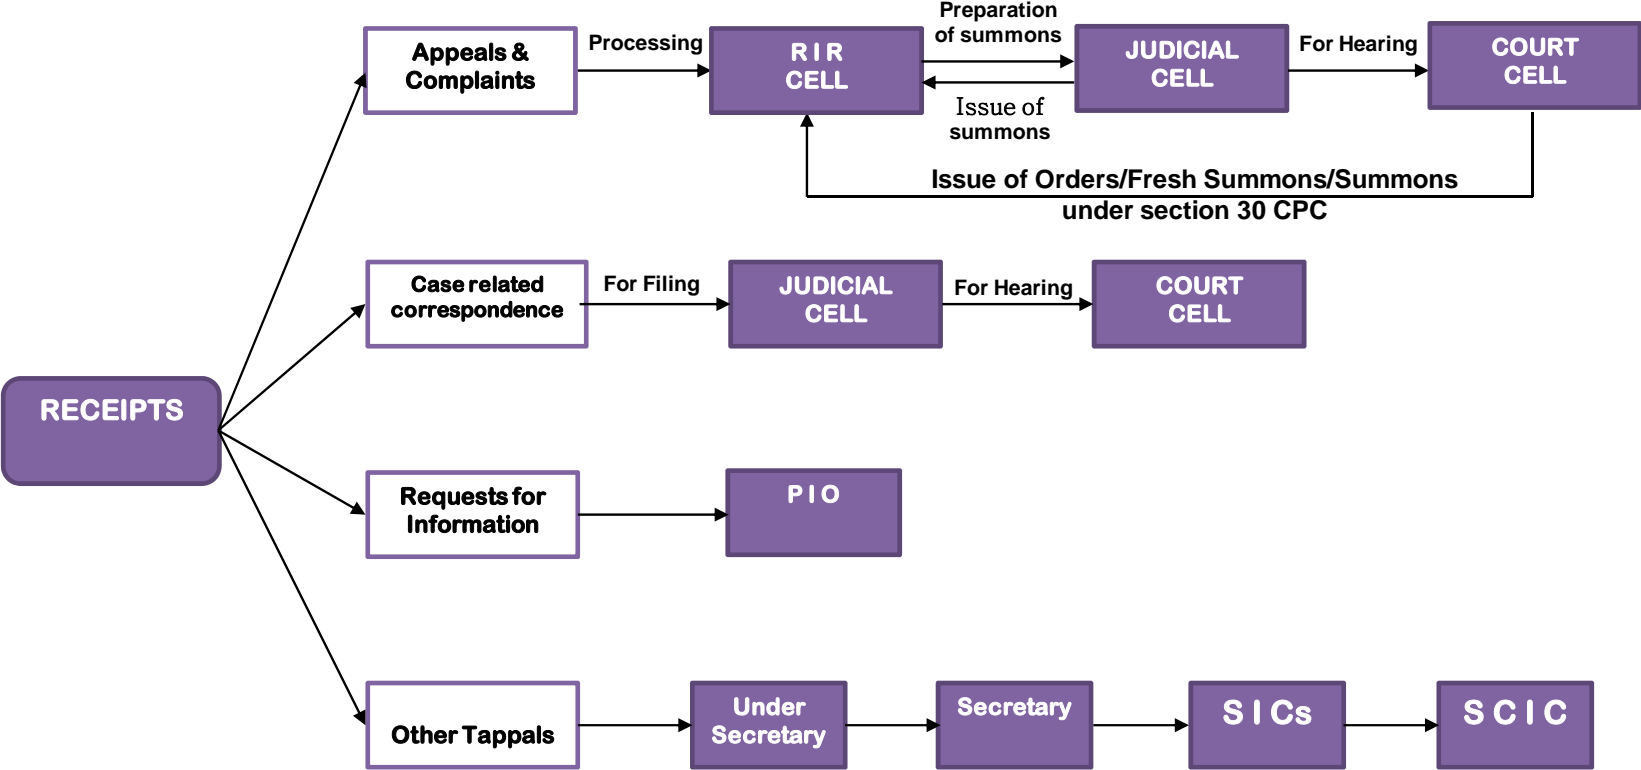 Appeals &
Complaints
Processing
R I R
CELL
Preparation
of summons
Issue of
summons
JUDICIAL
CELL
For Hearing
COURT
CELL
Issue of Orders/Fresh Summons/Summons
under section 30 CPC
Case related
correspondence
For Filing
JUDICIAL
CELL
For Hearing
COURT
CELL
RECEIPTS
Requests for
Information
P I O
Other Tappals
Under
Secretary
Secretary
S I Cs
S C I C